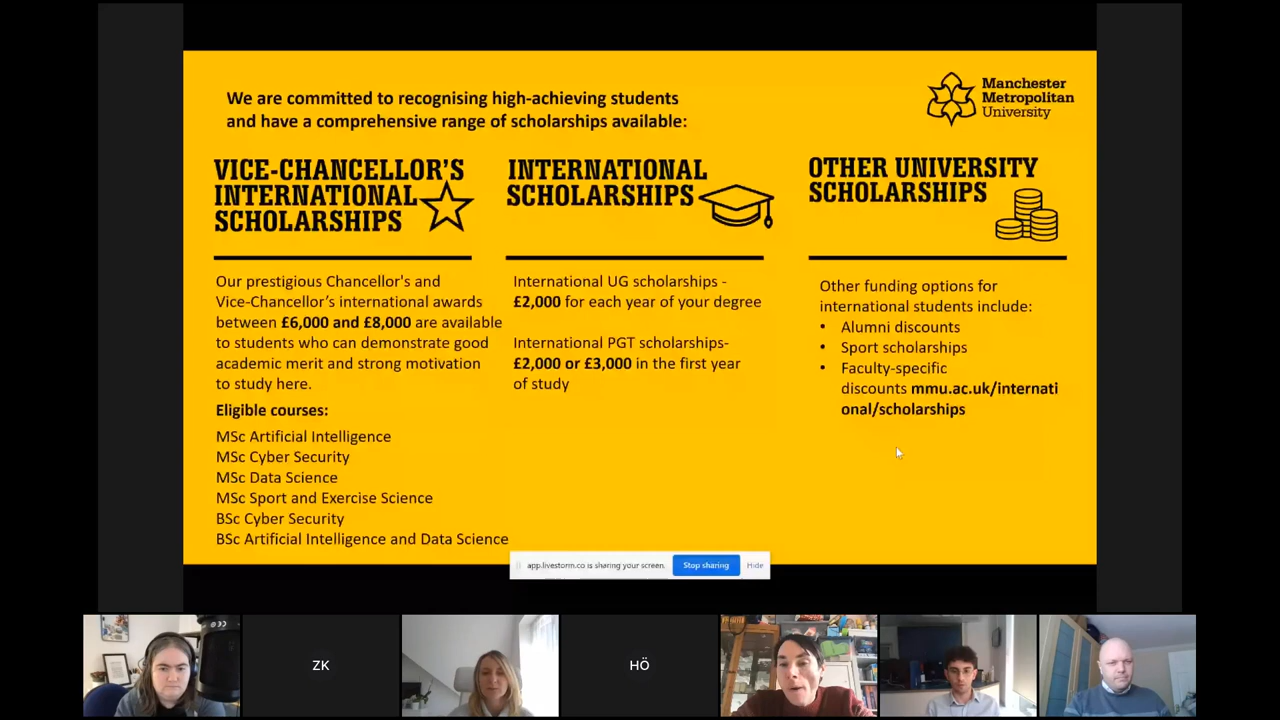 We are committed to recognising high-achieving students
and have a comprehensive range of scholarships available:
Manchester
Metropolitan
University
VICE-CHANCELLOR'S
INTERNATIONAL
SCHOLARSHIPS
Our prestigious Chancellor's and
Vice-Chancellor's international awards
between £6,000 and £8,000 are available
to students who can demonstrate good
academic merit and strong motivation
to study here.
Eligible courses:
MSc Artificial Intelligence
MSc Cyber Security
MSc Data Science
MSc Sport and Exercise Science
BSc Cyber Security
BSc Artificial Intelligence and Data Science
INTERNATIONAL
SCHOLARSHIPS
International UG scholarships -
£2,000 for each year of your degree
International PGT scholarships-
£2,000 or £3,000 in the first year
of study
OTHER UNIVERSITY
SCHOLARSHIPS
Other funding options for
international students include:
• Alumni discounts
• Sport scholarships
• Faculty-specific
discounts mmu.ac.uk/internati
onal/scholarships
app.livestorm.co is sharing your screen.
Stop sharing
Hide
ZK
HÖ